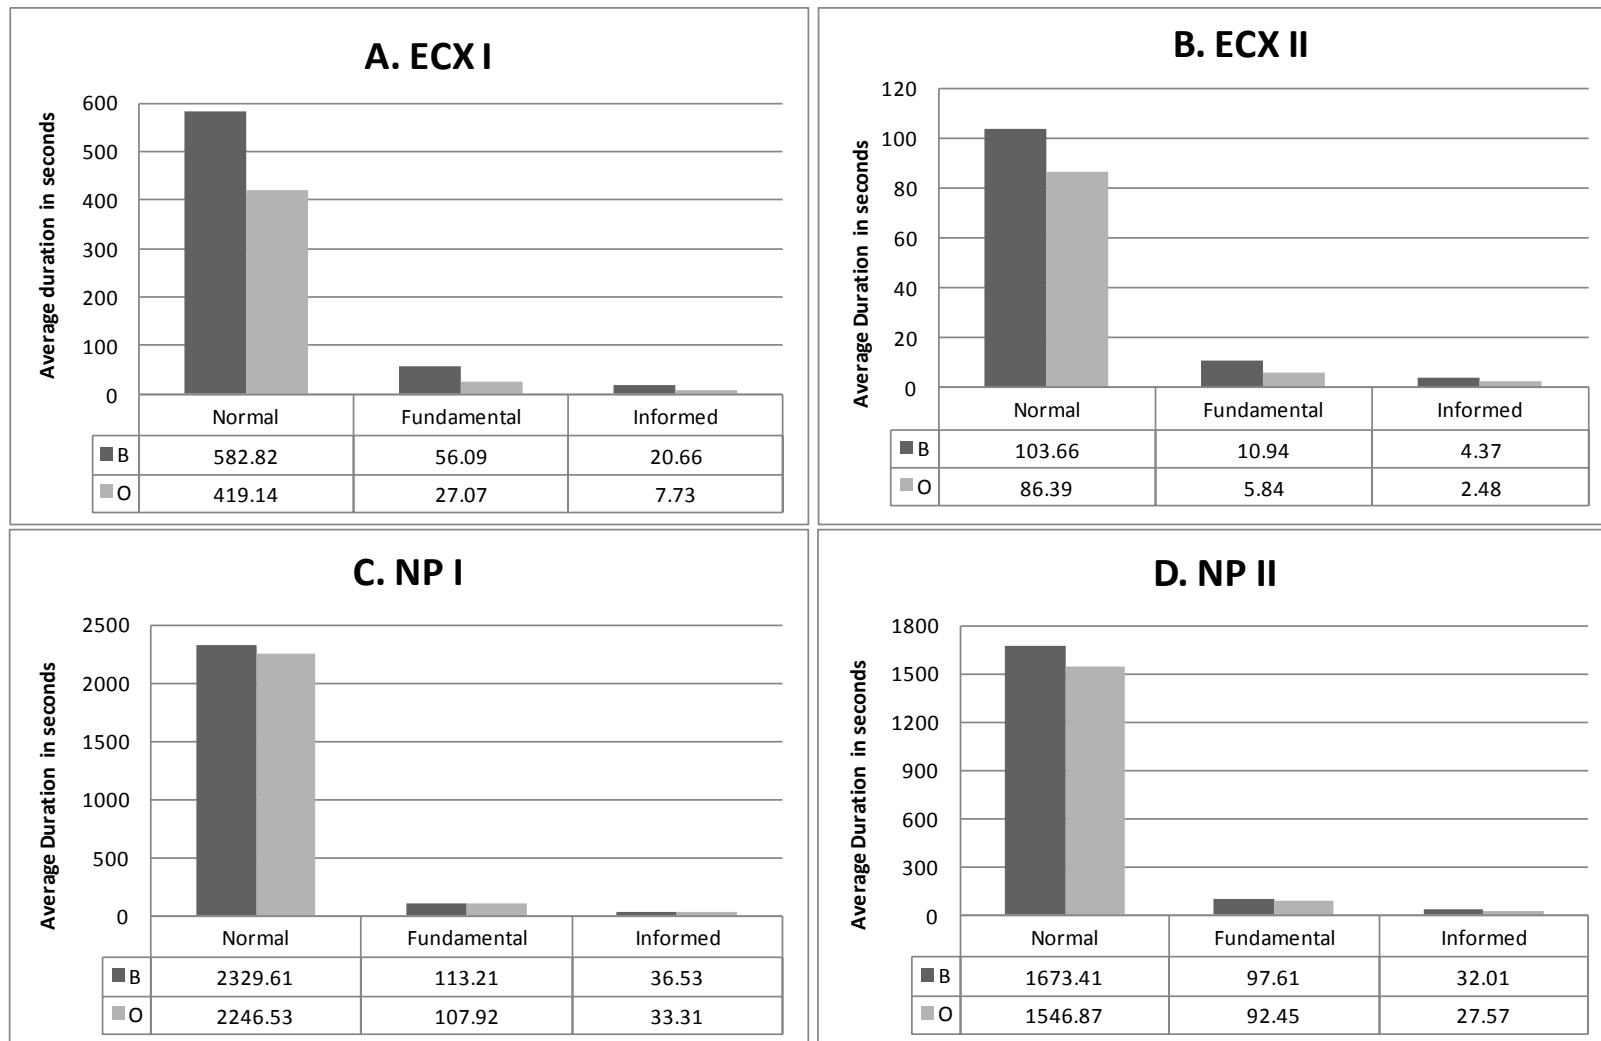 A. ECX I
Average duration in seconds
600
500
400
300
200
100
0
Normal Fundamental Informed
B 582.82 56.09 20.66
O 419.14 27.07 7.73
B. ECX II
Average Duration in seconds
120
100
80
60
40
20
0
Normal Fundamental Informed
B 103.66 10.94 4.37
O 86.39 5.84 2.48
C. NP I
Average Duration in seconds
2500
2000
1500
1000
500
0
Normal Fundamental Informed
B 2329.61 113.21 36.53
O 2246.53 107.92 33.31
D. NP II
Average Duration in seconds
1800
1500
1200
900
600
300
0
Normal Fundamental Informed
B 1673.41 97.61 32.01
O 1546.87 92.45 27.57